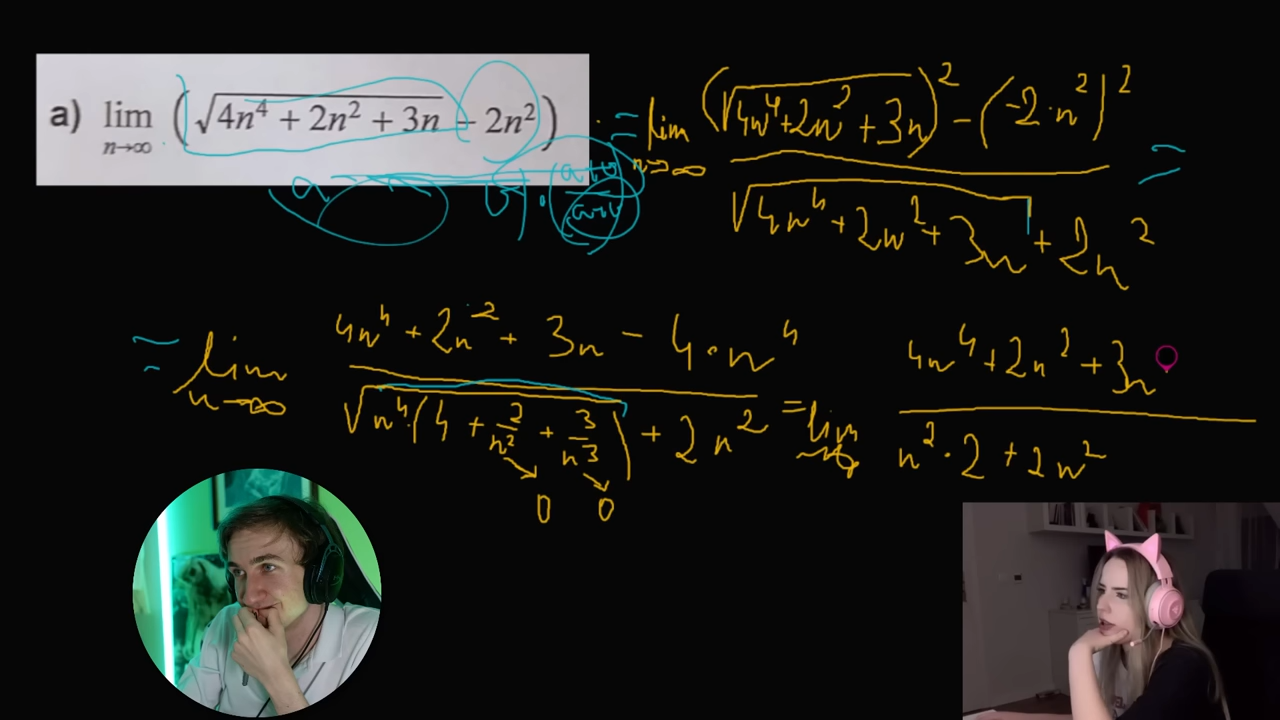 a) lim n→∞ (√(4n⁴ + 2n² + 3n) − 2n²)
= lim n→∞ ((√(4n⁴+2n²+3n))² − (−2·n²)²) / (√(4n⁴+2n²+3n) + 2n²) =
(a b)·(a+b)/(a+b)
= lim n→∞ (4n⁴+2n²+3n − 4·n⁴) / (√(n⁴·(4 + 2/n² + 3/n³)) + 2n²) = lim (4n⁴+2n²+3n) / (n²·2 + 2n²)
0 0